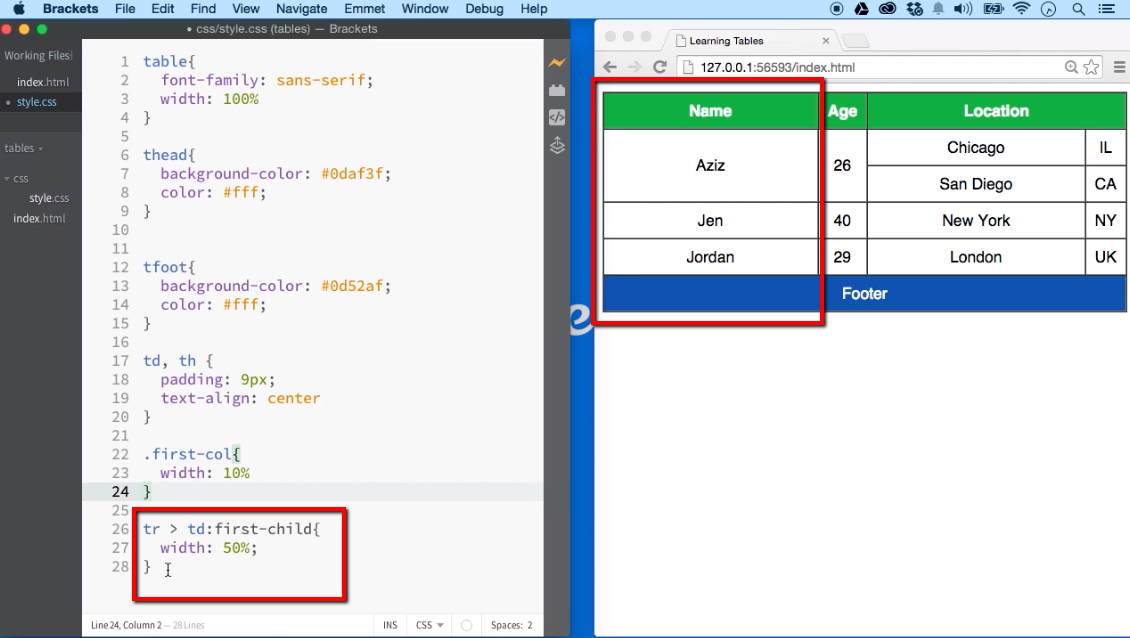 Brackets File Edit Find View Navigate Emmet Window Debug Help
• css/style.css (tables) — Brackets
Working Files
index.html
• style.css
tables
css
style.css
index.html
1 table{
2 font-family: sans-serif;
3 width: 100%
4 }
5
6 thead{
7 background-color: #0daf3f;
8 color: #fff;
9 }
10
11
12 tfoot{
13 background-color: #0d52af;
14 color: #fff;
15 }
16
17 td, th {
18 padding: 9px;
19 text-align: center
20 }
21
22 .first-col{
23 width: 10%
24 }
25
26 tr > td:first-child{
27 width: 50%;
28 }
Line 24, Column 2 — 28 Lines
INS CSS Spaces: 2
Learning Tables
127.0.0.1:56593/index.html
Name Age Location
Aziz 26 Chicago IL
San Diego CA
Jen 40 New York NY
Jordan 29 London UK
Footer